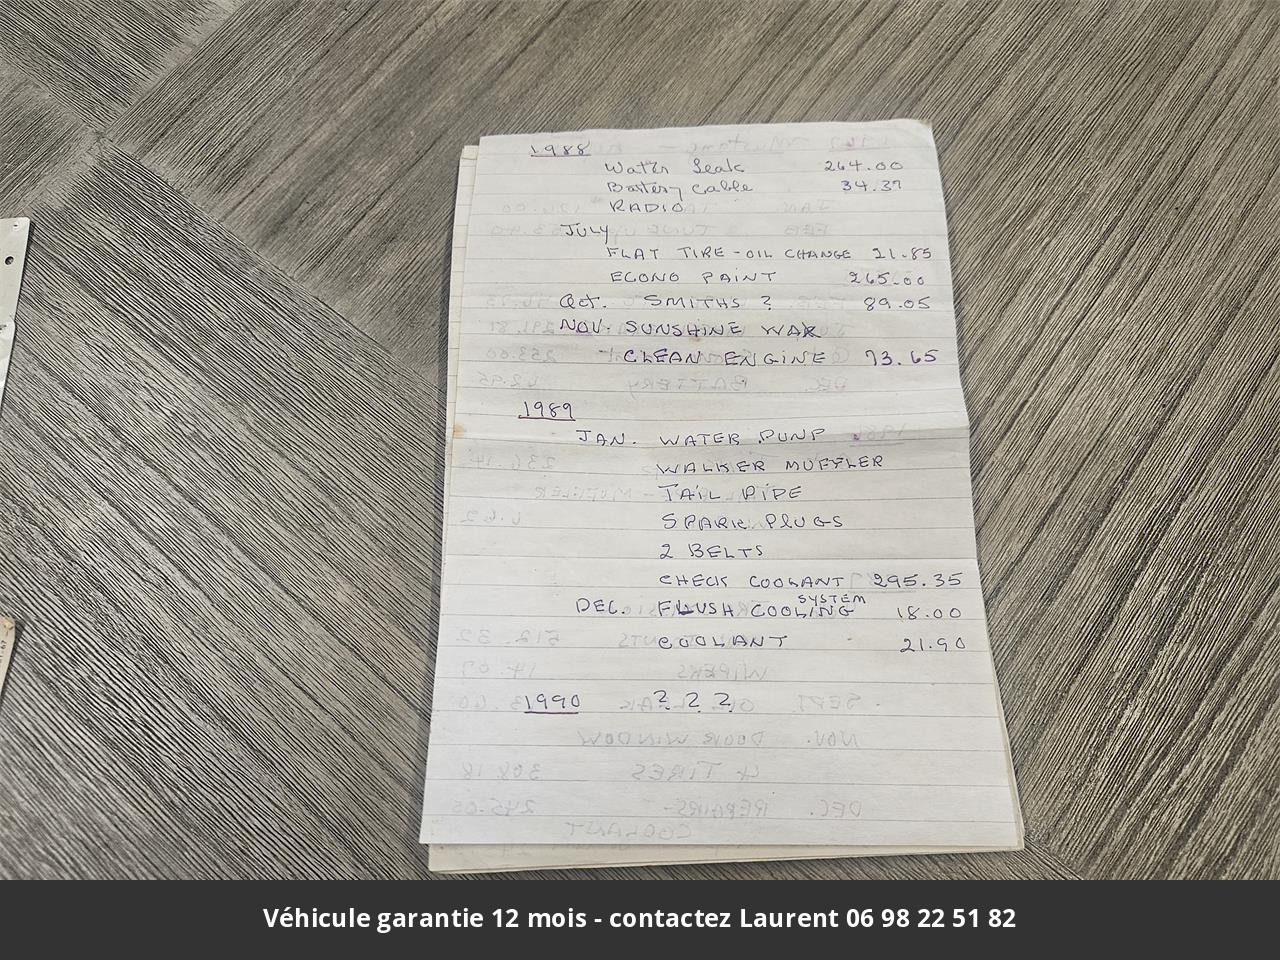 1988
Water Leak 264.00
Battery Cable 34.37
RADIO
JULY
FLAT TIRE - OIL CHANGE 21.85
ECONO PAINT 265.00
Oct. SMITHS ? 89.05
NOV. SUNSHINE WAX
CLEAN ENGINE 73.65
1989
JAN. WATER PUNP
WALKER MUFFLER
TAIL PIPE
SPARK PLUGS
2 BELTS
CHECK COOLANT 295.35
DEC. FLUSH COOLING SYSTEM 18.00
COOLANT 21.90
1990 ? ? ?
Véhicule garantie 12 mois - contactez Laurent 06 98 22 51 82